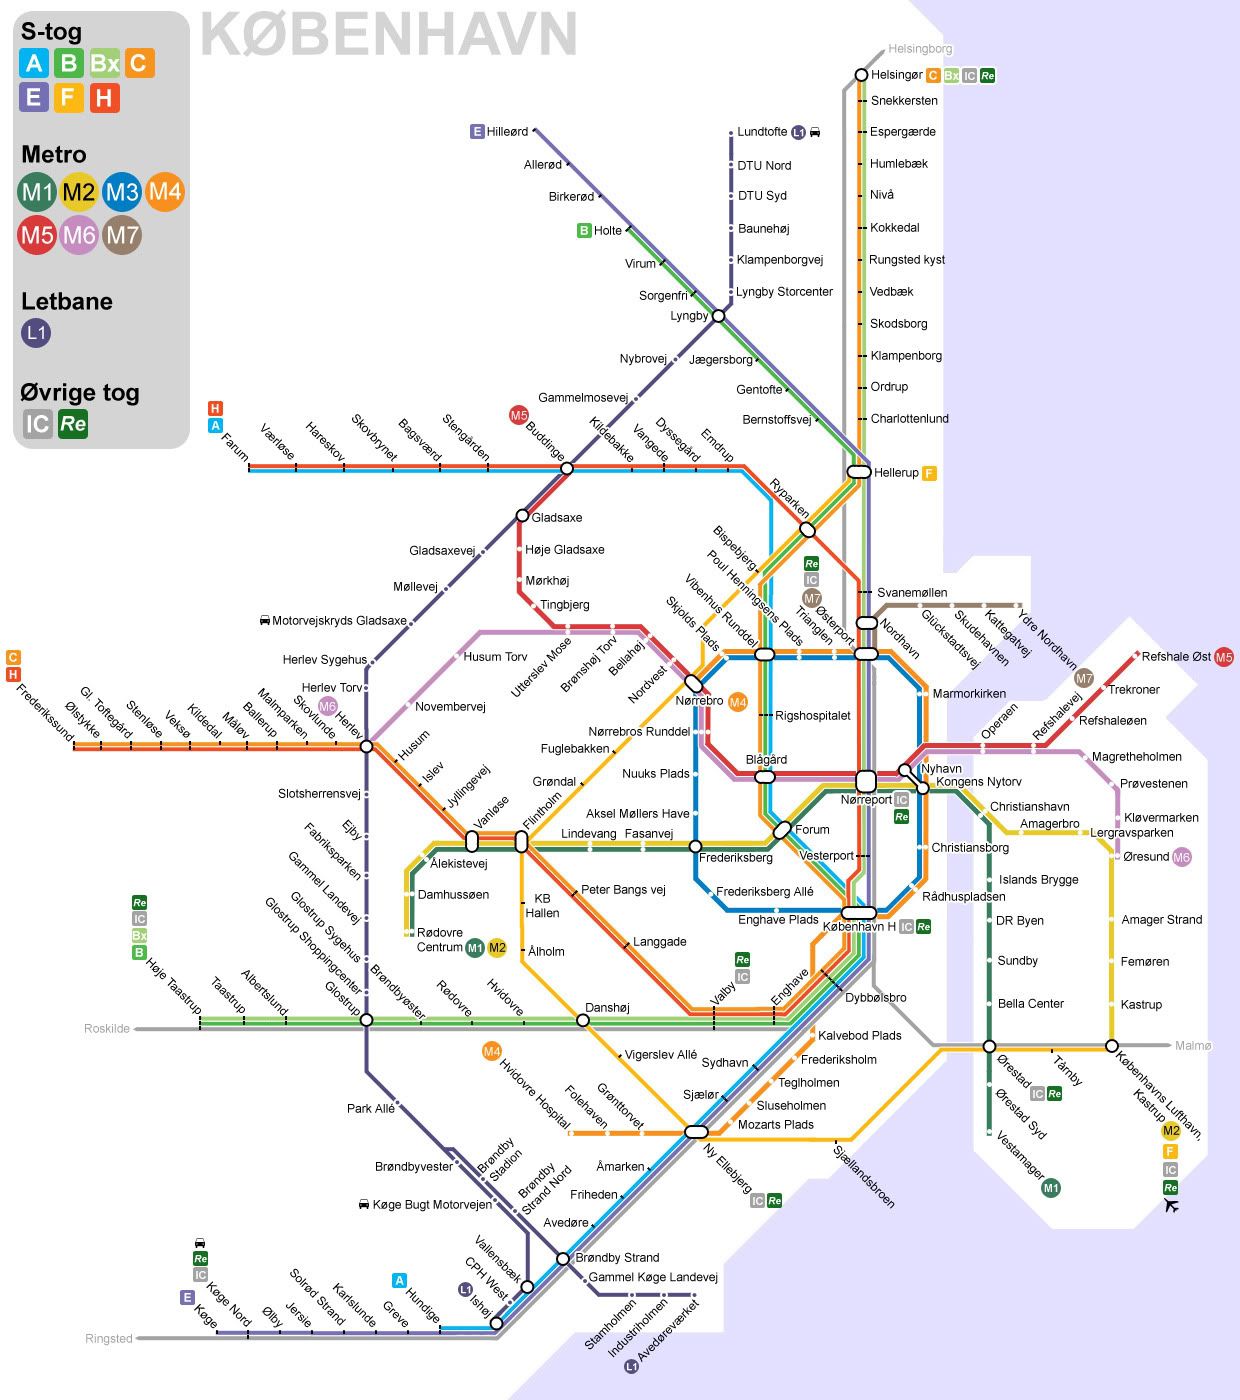 KØBENHAVN
S-tog
A B Bx C
E F H
Metro
M1 M2 M3 M4
M5 M6 M7
Letbane
L1
Øvrige tog
IC Re
Helsingborg
Helsingør C Bx IC Re
Snekkersten
Espergærde
Humlebæk
Nivå
Kokkedal
Rungsted kyst
Vedbæk
Skodsborg
Klampenborg
Ordrup
Charlottenlund
Hellerup F
E Hilleørd
Allerød
Birkerød
B Holte
Virum
Sorgenfri
Lyngby
Jægersborg
Gentofte
Bernstoffsvej
Lundtofte L1
DTU Nord
DTU Syd
Baunehøj
Klampenborgvej
Lyngby Storcenter
Nybrovej
Gammelmosevej
M5
Buddinge
H
A
Farum
Værløse
Hareskov
Skovbrynet
Bagsværd
Stengården
Kildebakke
Vangede
Dyssegård
Emdrup
Ryparken
Gladsaxe
Høje Gladsaxe
Mørkhøj
Tingbjerg
Gladsaxevej
Møllevej
Motorvejskryds Gladsaxe
Herlev Sygehus
Herlev Torv
M6
Herlev
Husum Torv
Novembervej
Utterslev Mose
Brønshøj Torv
Bellahøj
Nordvest
Nørrebro M4
Bispebjerg
Poul Henningsens Plads
Vibenhus Runddel
Skjolds Plads
Trianglen
Re
IC
M7
Østerport
Svanemøllen
Nordhavn
Glückstadtsvej
Skudehavnen
Kattegatvej
Ydre Nordhavn
M7
Refshale Øst M5
Trekroner
Refshaleøen
Refshalevej
Operaen
Marmorkirken
Rigshospitalet
C
H
Frederikssund
Ølstykke
Gl. Toftegård
Stenløse
Veksø
Kildedal
Måløv
Ballerup
Malmparken
Skovlunde
Husum
Islev
Jyllingevej
Vanløse
Flintholm
Grøndal
Fuglebakken
Nørrebros Runddel
Nuuks Plads
Aksel Møllers Have
Blågård
Nørreport IC
Re
Nyhavn
Kongens Nytorv
Magretheholmen
Prøvestenen
Kløvermarken
Lergravsparken
Øresund M6
Christianshavn
Amagerbro
Forum
Lindevang
Fasanvej
Frederiksberg
Vesterport
Christiansborg
Rådhuspladsen
Frederiksberg Allé
Enghave Plads
København H IC Re
Ålekistevej
Damhussøen
Rødovre
Centrum M1 M2
KB
Hallen
Ålholm
Peter Bangs vej
Langgade
Slotsherrensvej
Ejby
Fabriksparken
Gammel Landevej
Glostrup Sygehus
Glostrup Shoppingcenter
Glostrup
Re
IC
Bx
B
Høje Taastrup
Taastrup
Albertslund
Brøndbyøster
Rødovre
Hvidovre
Danshøj
Re
IC
Valby
Enghave
Dybbølsbro
Roskilde
Islands Brygge
DR Byen
Sundby
Bella Center
Amager Strand
Femøren
Kastrup
Malmø
Ørestad IC Re
Tårnby
Københavns Lufthavn,
Kastrup
M2
F
IC
Re
Ørestad Syd
Vestamager M1
Vigerslev Allé
Sydhavn
Sjælør
Kalvebod Plads
Frederiksholm
Teglholmen
Sluseholmen
Mozarts Plads
M4
Hvidovre Hospital
Folehaven
Grønttorvet
Ny Ellebjerg
IC Re
Sjællandsbroen
Åmarken
Friheden
Avedøre
Park Allé
Brøndbyvester
Brøndby
Stadion
Brøndby
Strand Nord
Køge Bugt Motorvejen
Brøndby Strand
Vallensbæk
CPH West
L1 Ishøj
Gammel Køge Landevej
Stamholmen
Industriholmen
Avedøreværket
L1
Re
IC
E
Køge
Køge Nord
Ølby
Jersie
Solrød Strand
Karlslunde
Greve
A
Hundige
Ringsted